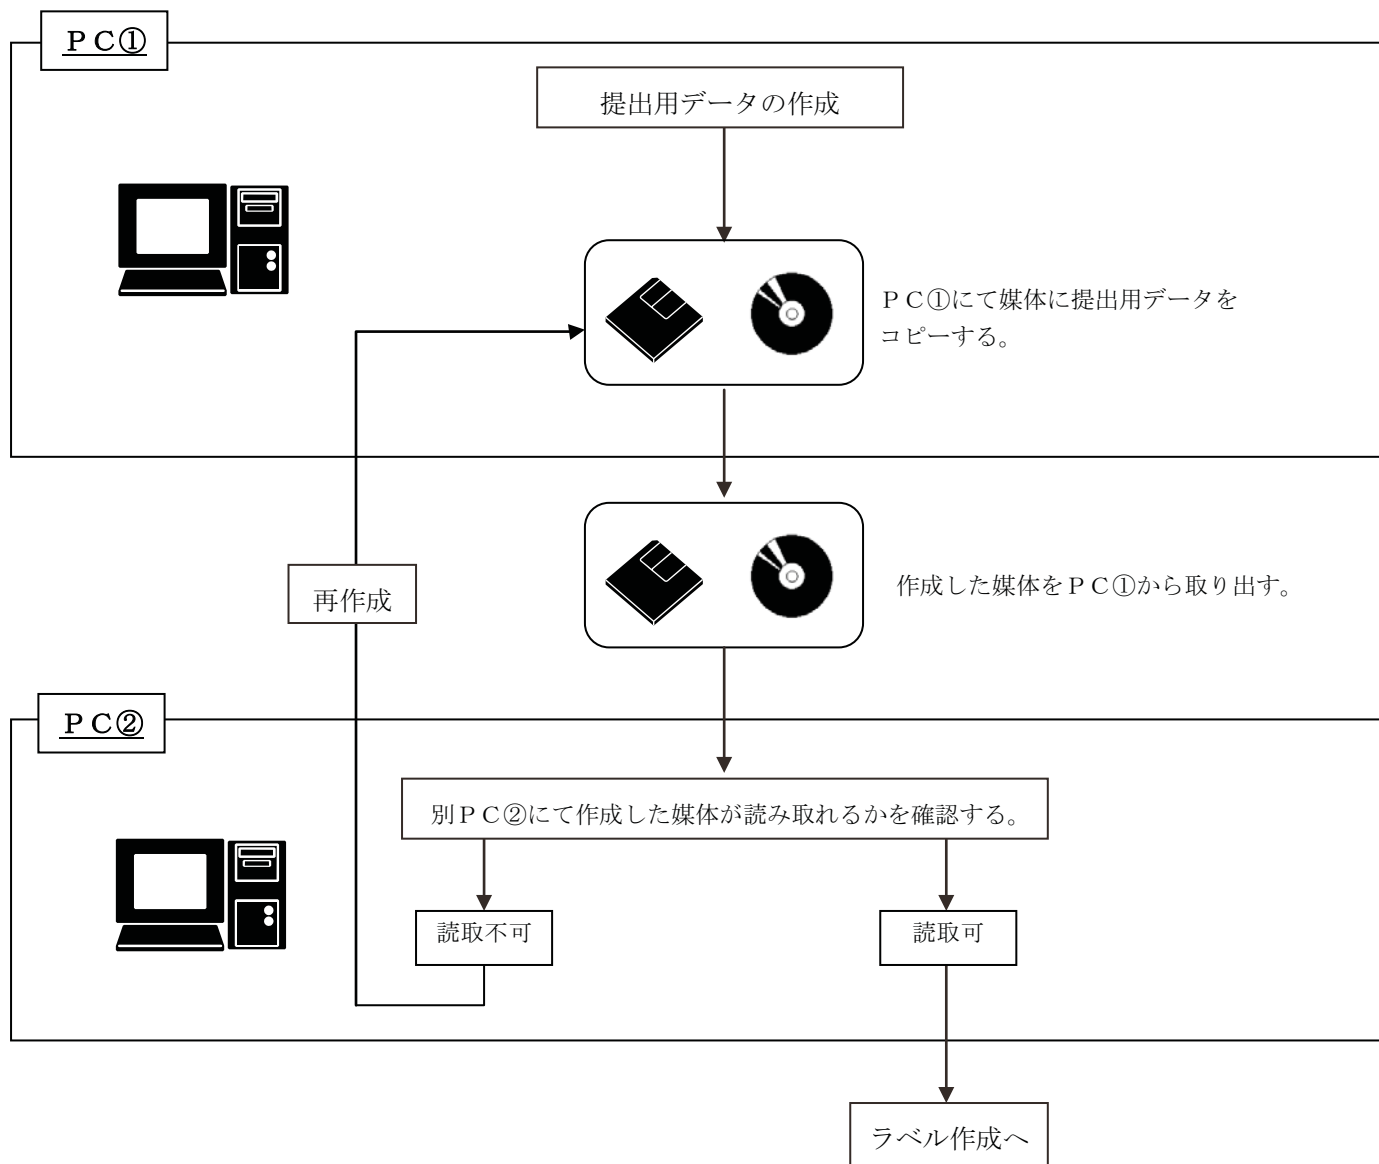 ＰＣ①
提出用データの作成
ＰＣ①にて媒体に提出用データを
コピーする。
作成した媒体をＰＣ①から取り出す。
再作成
ＰＣ②
別ＰＣ②にて作成した媒体が読み取れるかを確認する。
読取不可
読取可
ラベル作成へ